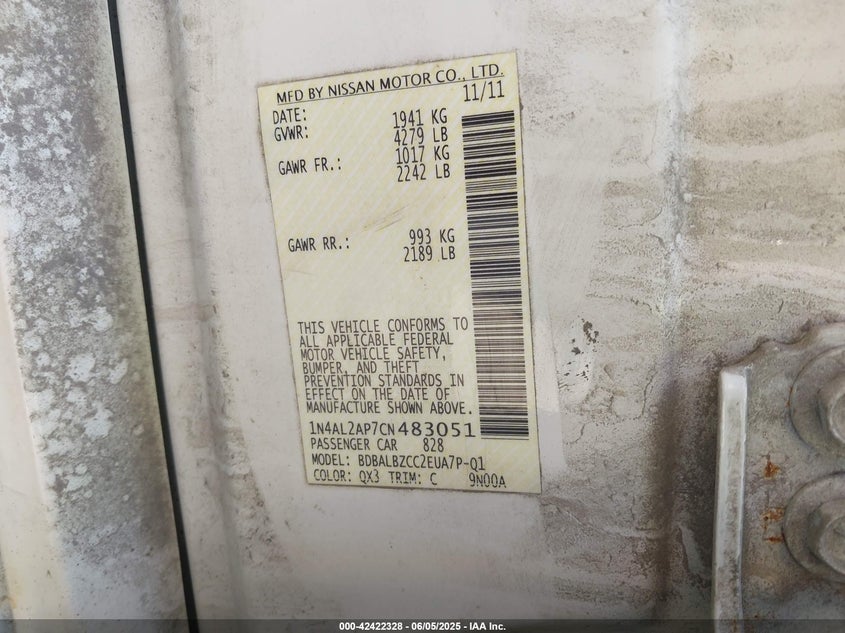 MFD BY NISSAN MOTOR CO., LTD.
DATE: 11/11
GVWR: 1941 KG
4279 LB
GAWR FR.: 1017 KG
2242 LB
GAWR RR.: 993 KG
2189 LB
THIS VEHICLE CONFORMS TO
ALL APPLICABLE FEDERAL
MOTOR VEHICLE SAFETY,
BUMPER, AND THEFT
PREVENTION STANDARDS IN
EFFECT ON THE DATE OF
MANUFACTURE SHOWN ABOVE.
1N4AL2AP7CN483051
PASSENGER CAR 828
MODEL: BDBALBZCC2EUA7P-Q1
COLOR: QX3 TRIM: C 9N00A
000-42422328 - 06/05/2025 - IAA Inc.